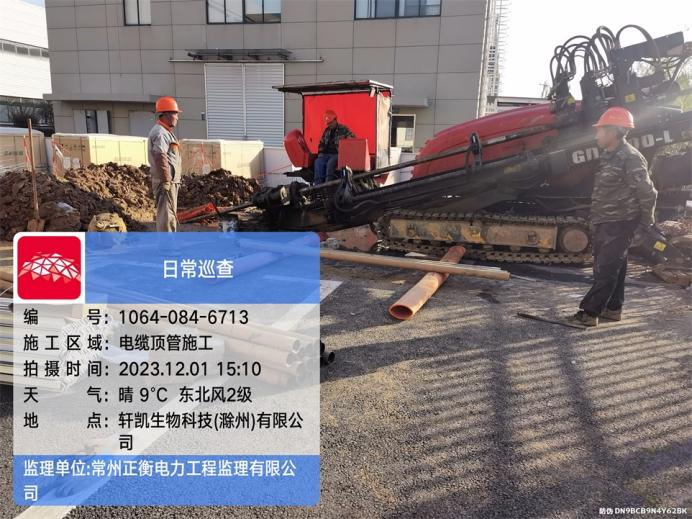 日常巡查
编 号: 1064-084-6713
施工区域: 电缆顶管施工
拍摄时间: 2023.12.01 15:10
天 气: 晴 9°C 东北风2级
地 点: 轩凯生物科技(滁州)有限公
司
监理单位:常州正衡电力工程监理有限公
司
防伪 DN9BCB9N4Y62BK